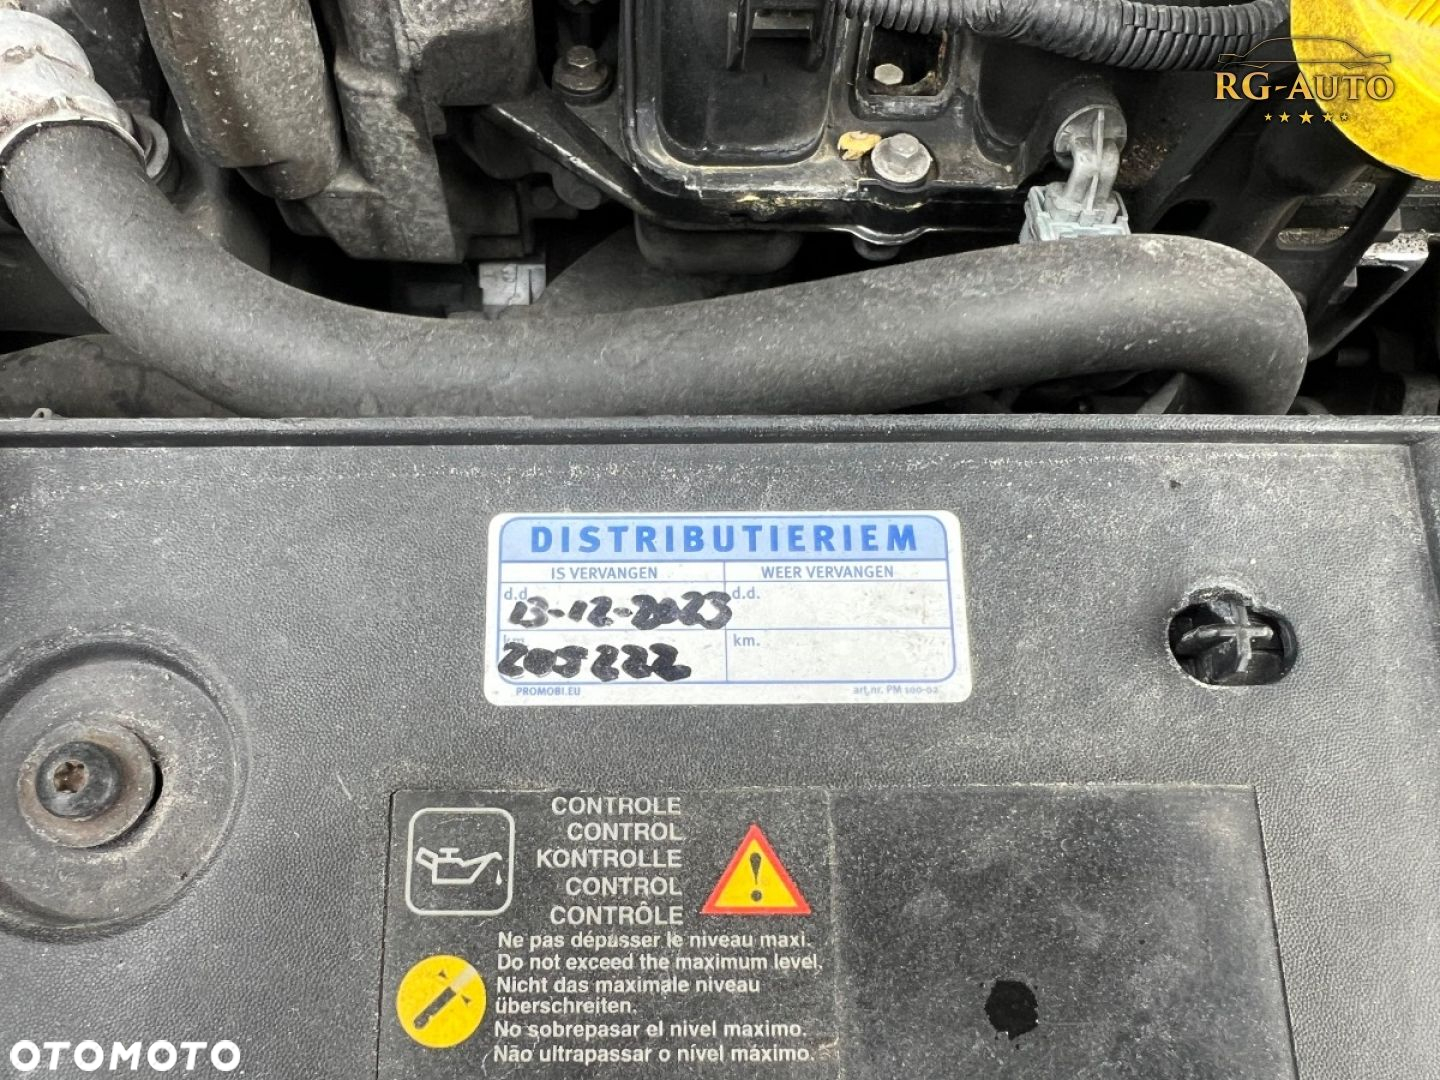 RG-AUTO
DISTRIBUTIERIEM
IS VERVANGEN WEER VERVANGEN
d.d. 13-12-2023 d.d.
km 205222 km.
PROMOBI.EU art.nr. PM 100-02
CONTROLE
CONTROL
KONTROLLE
CONTROL
CONTRÔLE
Ne pas dépasser le niveau maxi.
Do not exceed the maximum level.
Nicht das maximale niveau
überschreiten.
No sobrepasar el nivel maximo.
Não ultrapassar o nível máximo.
OTOMOTO